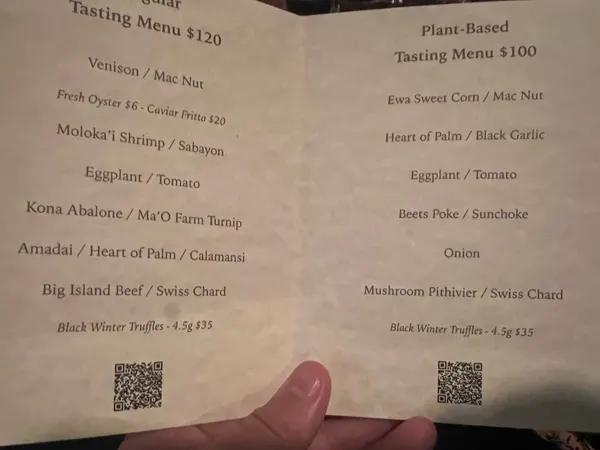 Tasting Menu $120
Venison / Mac Nut
Fresh Oyster $6 - Caviar Fritto $20
Moloka'i Shrimp / Sabayon
Eggplant / Tomato
Kona Abalone / Ma'O Farm Turnip
Amadai / Heart of Palm / Calamansi
Big Island Beef / Swiss Chard
Black Winter Truffles - 4.5g $35
Plant-Based
Tasting Menu $100
Ewa Sweet Corn / Mac Nut
Heart of Palm / Black Garlic
Eggplant / Tomato
Beets Poke / Sunchoke
Onion
Mushroom Pithivier / Swiss Chard
Black Winter Truffles - 4.5g $35